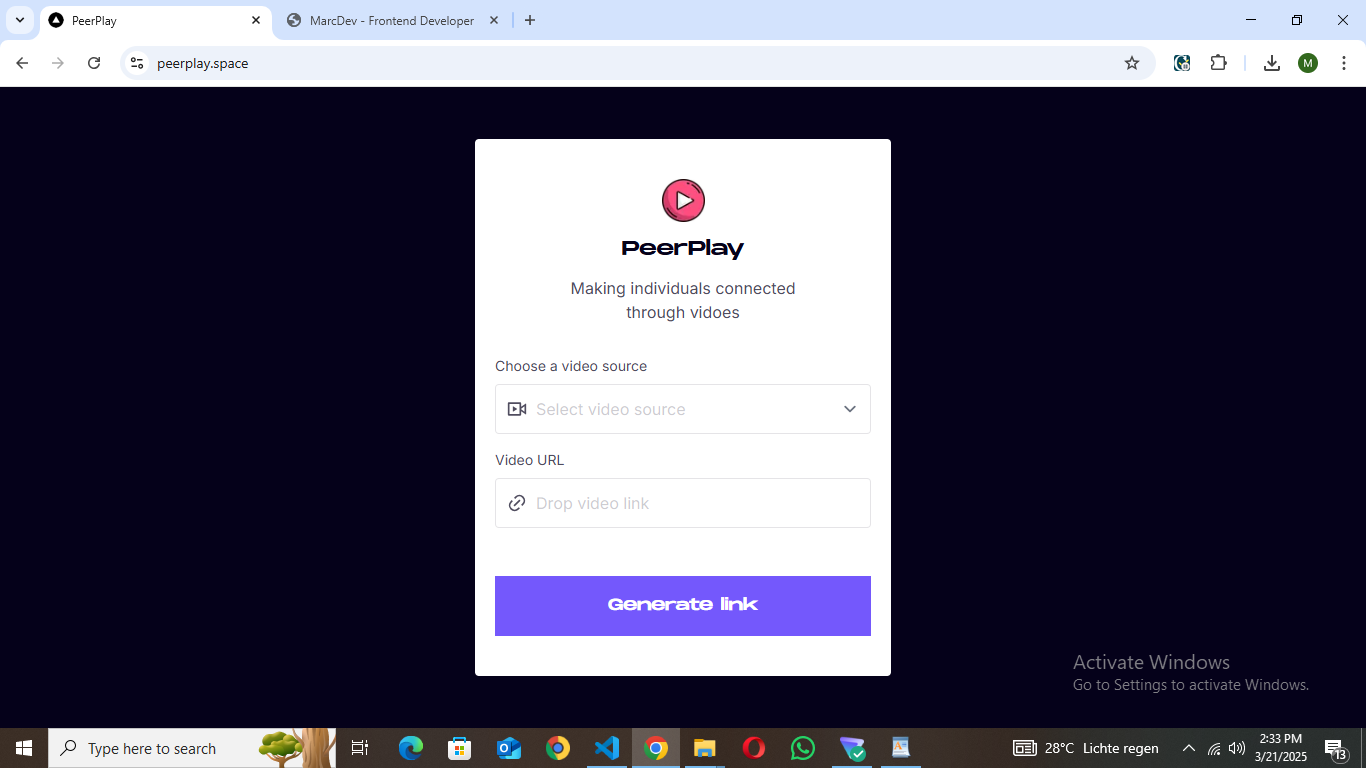 PeerPlay
MarcDev - Frontend Developer
peerplay.space
M
PeerPlay
Making individuals connected
through vidoes
Choose a video source
Select video source
Video URL
Drop video link
Generate link
Activate Windows
Go to Settings to activate Windows.
Type here to search
28°C Lichte regen
2:33 PM
3/21/2025
13